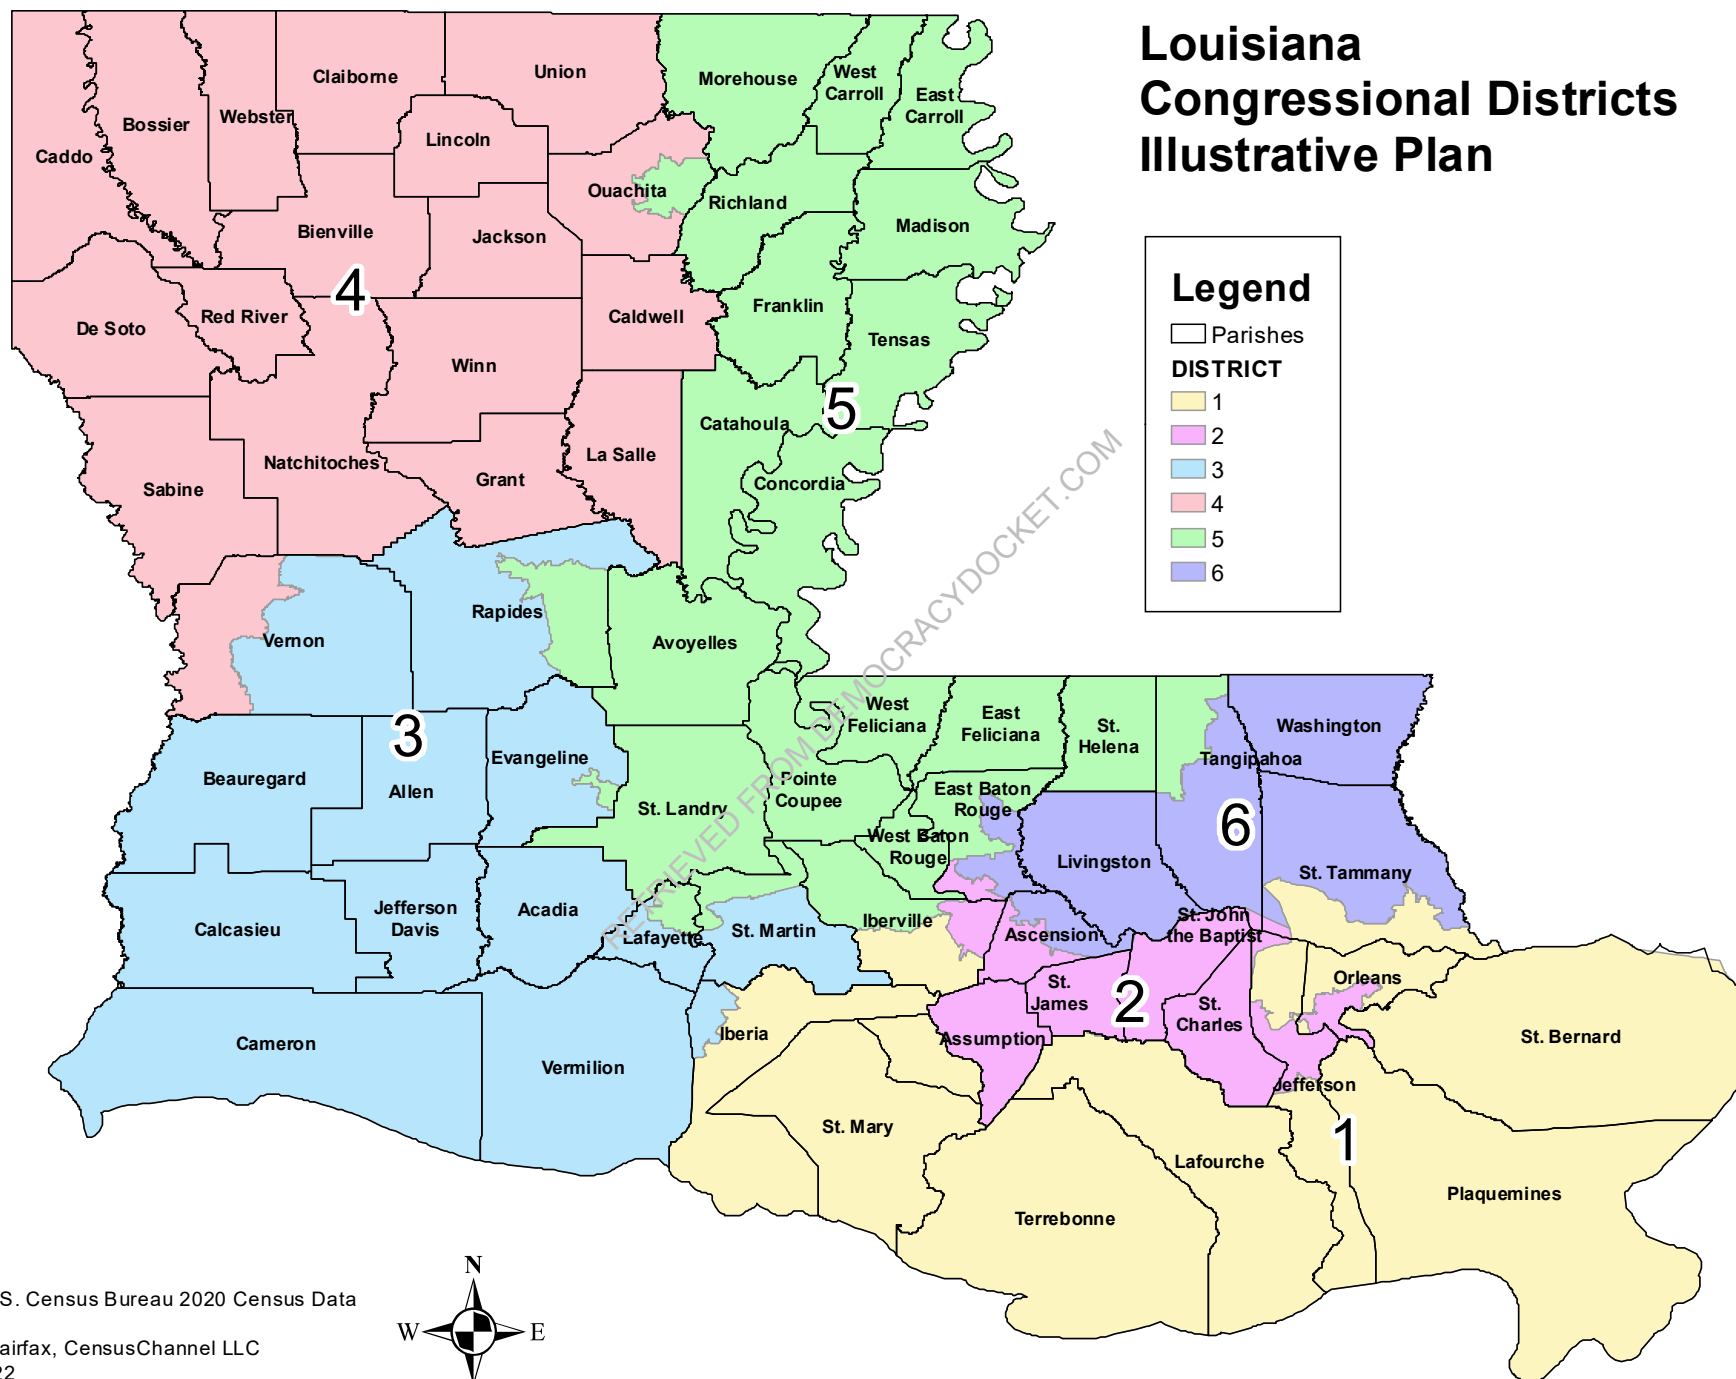 Louisiana
Congressional Districts
Illustrative Plan
Legend
Parishes
DISTRICT
1
2
3
4
5
6
Caddo
Bossier
Webster
Claiborne
Union
Lincoln
Morehouse
West
Carroll
East
Carroll
Ouachita
Richland
Madison
Bienville
Jackson
4
De Soto
Red River
Caldwell
Franklin
Tensas
Winn
5
Catahoula
Natchitoches
La Salle
Sabine
Grant
Concordia
Rapides
Vernon
Avoyelles
3
Beauregard
Allen
Evangeline
St. Landry
Pointe
Coupee
West
Feliciana
East
Feliciana
St.
Helena
Tangipahoa
Washington
East Baton
Rouge
West Baton
Rouge
6
Livingston
St. Tammany
Calcasieu
Jefferson
Davis
Acadia
Lafayette
St. Martin
Iberville
Ascension
St. John
the Baptist
St.
James
2
St.
Charles
Orleans
St. Bernard
Assumption
Iberia
Cameron
Vermilion
Jefferson
St. Mary
1
Lafourche
Terrebonne
Plaquemines
RETRIEVED FROM DEMOCRACYDOCKET.COM
S. Census Bureau 2020 Census Data
airfax, CensusChannel LLC
22
N
W
E